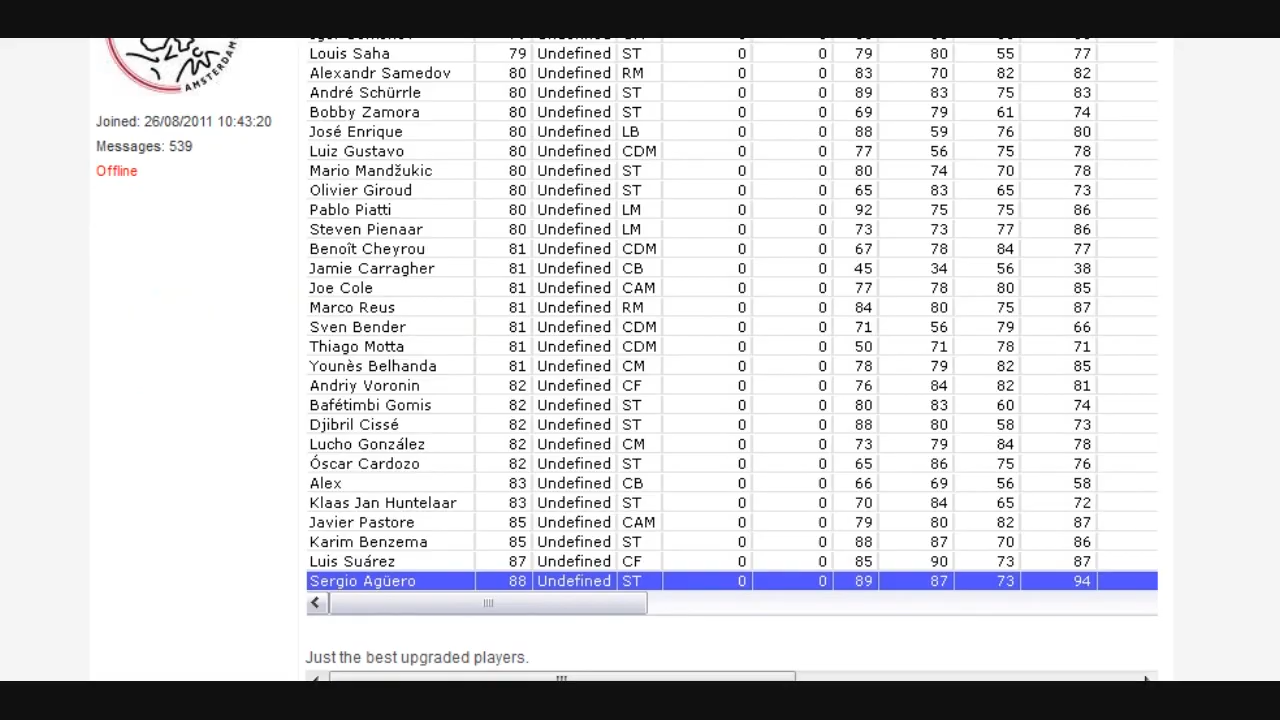 AMSTERDAM
Joined: 26/08/2011 10:43:20
Messages: 539
Offline
Louis Saha 79 Undefined ST 0 0 79 80 55 77
Alexandr Samedov 80 Undefined RM 0 0 83 70 82 82
André Schürrle 80 Undefined ST 0 0 89 83 75 83
Bobby Zamora 80 Undefined ST 0 0 69 79 61 74
José Enrique 80 Undefined LB 0 0 88 59 76 80
Luiz Gustavo 80 Undefined CDM 0 0 77 56 75 78
Mario Mandžukic 80 Undefined ST 0 0 80 74 70 78
Olivier Giroud 80 Undefined ST 0 0 65 83 65 73
Pablo Piatti 80 Undefined LM 0 0 92 75 75 86
Steven Pienaar 80 Undefined LM 0 0 73 73 77 86
Benoît Cheyrou 81 Undefined CDM 0 0 67 78 84 77
Jamie Carragher 81 Undefined CB 0 0 45 34 56 38
Joe Cole 81 Undefined CAM 0 0 77 78 80 85
Marco Reus 81 Undefined RM 0 0 84 80 75 87
Sven Bender 81 Undefined CDM 0 0 71 56 79 66
Thiago Motta 81 Undefined CDM 0 0 50 71 78 71
Younès Belhanda 81 Undefined CM 0 0 78 79 82 85
Andriy Voronin 82 Undefined CF 0 0 76 84 82 81
Bafétimbi Gomis 82 Undefined ST 0 0 80 83 60 74
Djibril Cissé 82 Undefined ST 0 0 88 80 58 73
Lucho González 82 Undefined CM 0 0 73 79 84 78
Óscar Cardozo 82 Undefined ST 0 0 65 86 75 76
Alex 83 Undefined CB 0 0 66 69 56 58
Klaas Jan Huntelaar 83 Undefined ST 0 0 70 84 65 72
Javier Pastore 85 Undefined CAM 0 0 79 80 82 87
Karim Benzema 85 Undefined ST 0 0 88 87 70 86
Luis Suárez 87 Undefined CF 0 0 85 90 73 87
Sergio Agüero 88 Undefined ST 0 0 89 87 73 94
Just the best upgraded players.